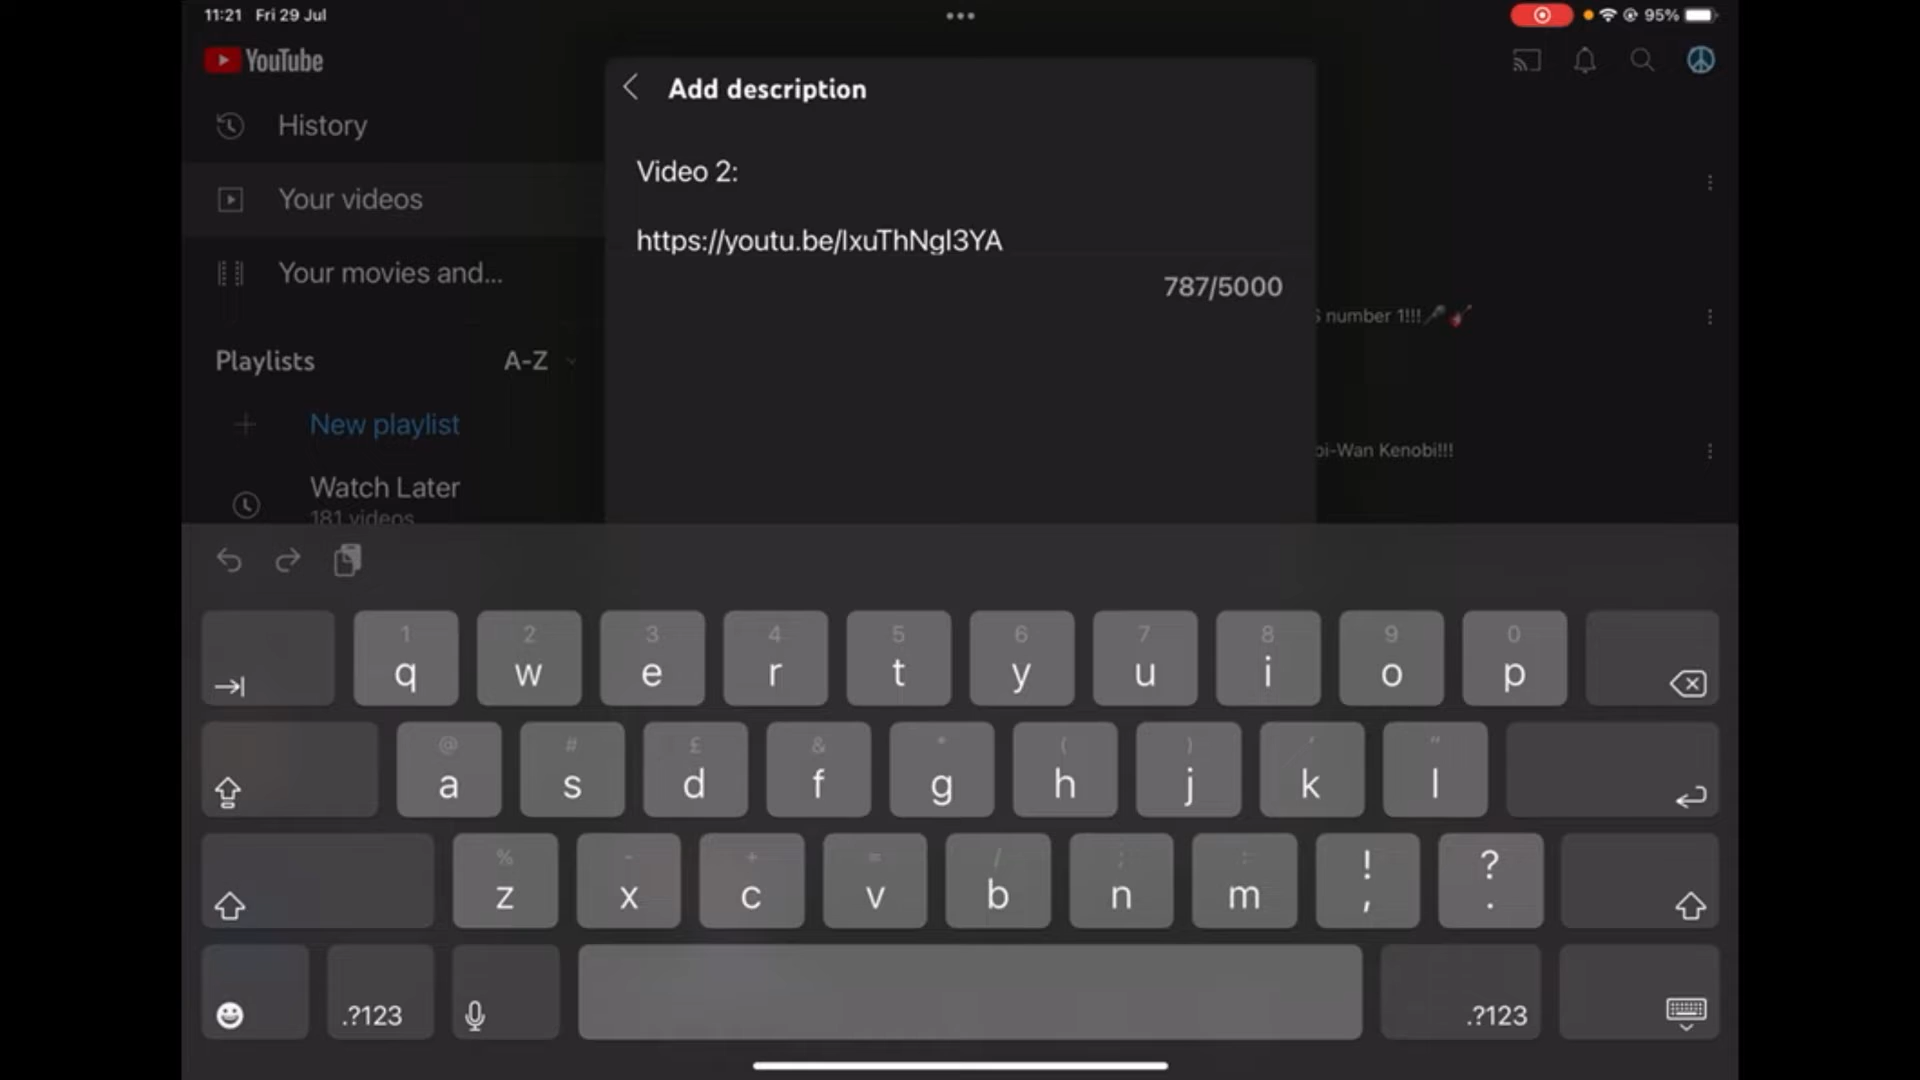 11:21 Fri 29 Jul
95%
YouTube
Add description
History
Video 2:
Your videos
https://youtu.be/lxuThNgl3YA
Your movies and...
787/5000
S number 1!!!
Playlists A-Z
New playlist
bi-Wan Kenobi!!!
Watch Later
181 videos
1 2 3 4 5 6 7 8 9 0
q w e r t y u i o p
@ # £ & * ( ) ' "
a s d f g h j k l
% - + = / ; : ! ?
z x c v b n m , .
.?123 .?123